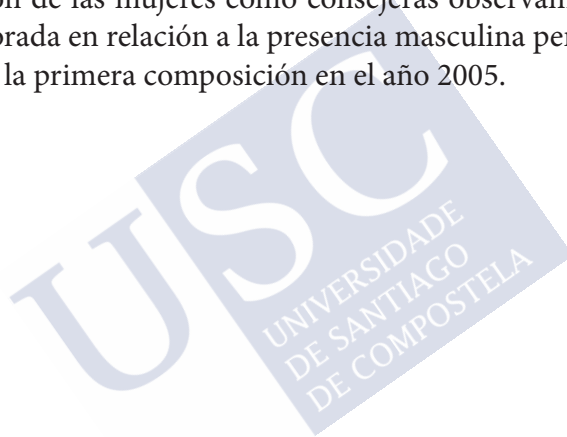 ón de las mujeres como consejeras observan
orada en relación a la presencia masculina per
la primera composición en el año 2005.
USC
UNIVERSIDADE
DE SANTIAGO
DE COMPOSTELA